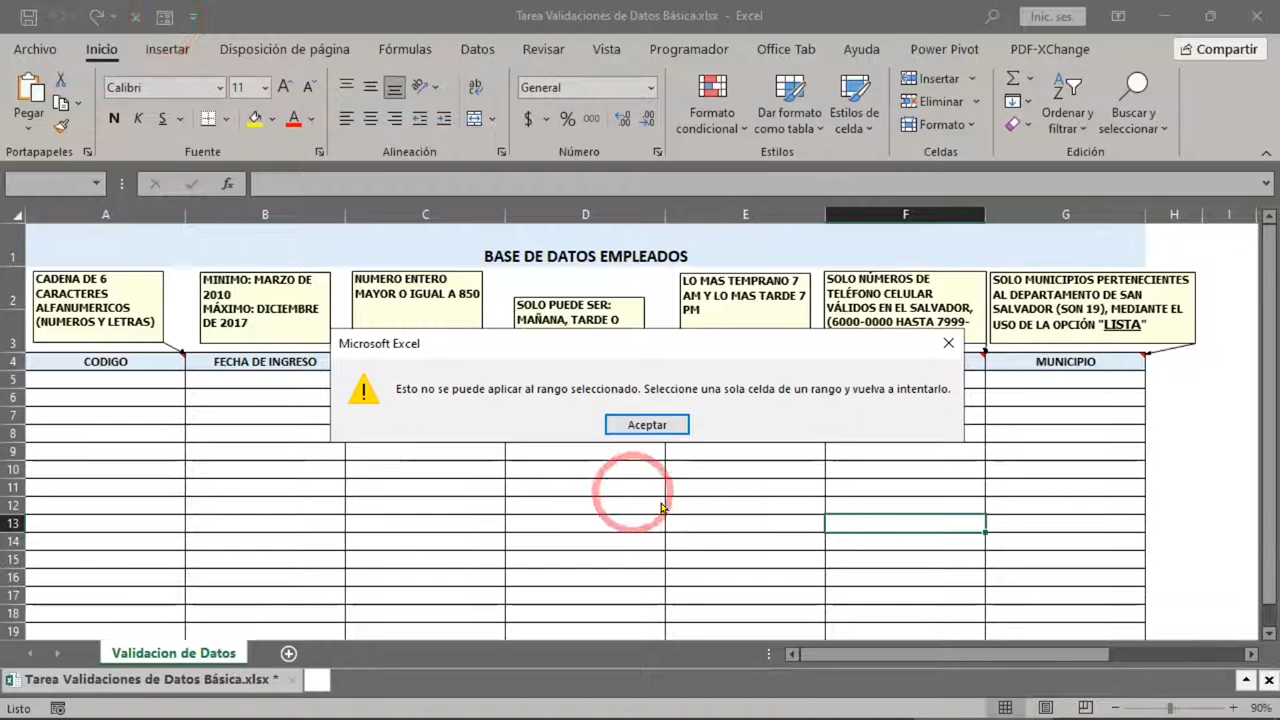 Tarea Validaciones de Datos Básica.xlsx - Excel
Inic. ses.
Archivo Inicio Insertar Disposición de página Fórmulas Datos Revisar Vista Programador Office Tab Ayuda Power Pivot PDF-XChange Compartir
Pegar
Calibri 11
N K S A
ab
General
$ % 000
Formato condicional
Dar formato como tabla
Estilos de celda
Insertar
Eliminar
Formato
Ordenar y filtrar
Buscar y seleccionar
Portapapeles Fuente Alineación Número Estilos Celdas Edición
fx
A B C D E F G H I
1 BASE DE DATOS EMPLEADOS
2
3
CADENA DE 6
CARACTERES
ALFANUMERICOS
(NUMEROS Y LETRAS)
MINIMO: MARZO DE
2010
MÁXIMO: DICIEMBRE
DE 2017
NUMERO ENTERO
MAYOR O IGUAL A 850
SOLO PUEDE SER:
MAÑANA, TARDE O
LO MAS TEMPRANO 7
AM Y LO MAS TARDE 7
PM
SOLO NÚMEROS DE
TELÉFONO CELULAR
VÁLIDOS EN EL SALVADOR,
(6000-0000 HASTA 7999-
SOLO MUNICIPIOS PERTENECIENTES
AL DEPARTAMENTO DE SAN
SALVADOR (SON 19), MEDIANTE EL
USO DE LA OPCIÓN "LISTA"
4 CODIGO FECHA DE INGRESO MUNICIPIO
Microsoft Excel
Esto no se puede aplicar al rango seleccionado. Seleccione una sola celda de un rango y vuelva a intentarlo.
Aceptar
5
6
7
8
9
10
11
12
13
14
15
16
17
18
19
Validacion de Datos
Tarea Validaciones de Datos Básica.xlsx *
Listo
90%